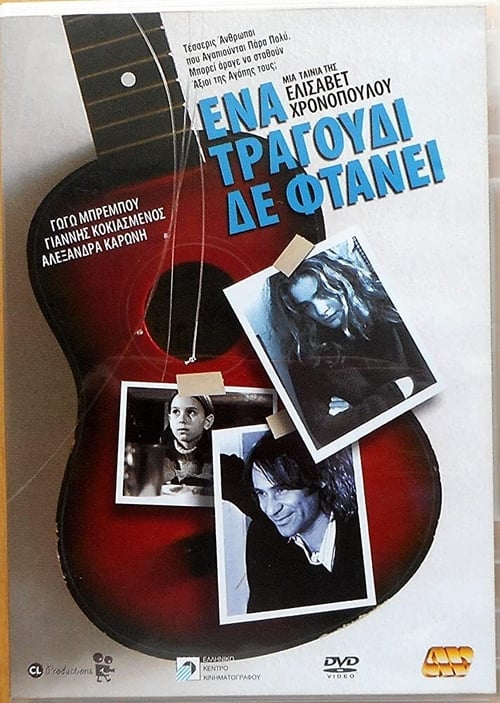 Τέσσερις Άνθρωποι
που Αγαπιούνται Πάρα Πολύ.
Μπορεί άραγε να σταθούν
Άξιοι της Αγάπης τους;
ΜΙΑ ΤΑΙΝΙΑ ΤΗΣ
ΕΛΙΣΑΒΕΤ
ΧΡΟΝΟΠΟΥΛΟΥ
ΕΝΑ
ΤΡΑΓΟΥΔΙ
ΔΕ ΦΤΑΝΕΙ
ΓΩΓΩ ΜΠΡΕΜΠΟΥ
ΓΙΑΝΝΗΣ ΚΟΚΙΑΣΜΕΝΟΣ
ΑΛΕΞΑΝΔΡΑ ΚΑΡΩΝΗ
CL Productions
ΕΛΛΗΝΙΚΟ
ΚΕΝΤΡΟ
ΚΙΝΗΜΑΤΟΓΡΑΦΟΥ
DVD
VIDEO